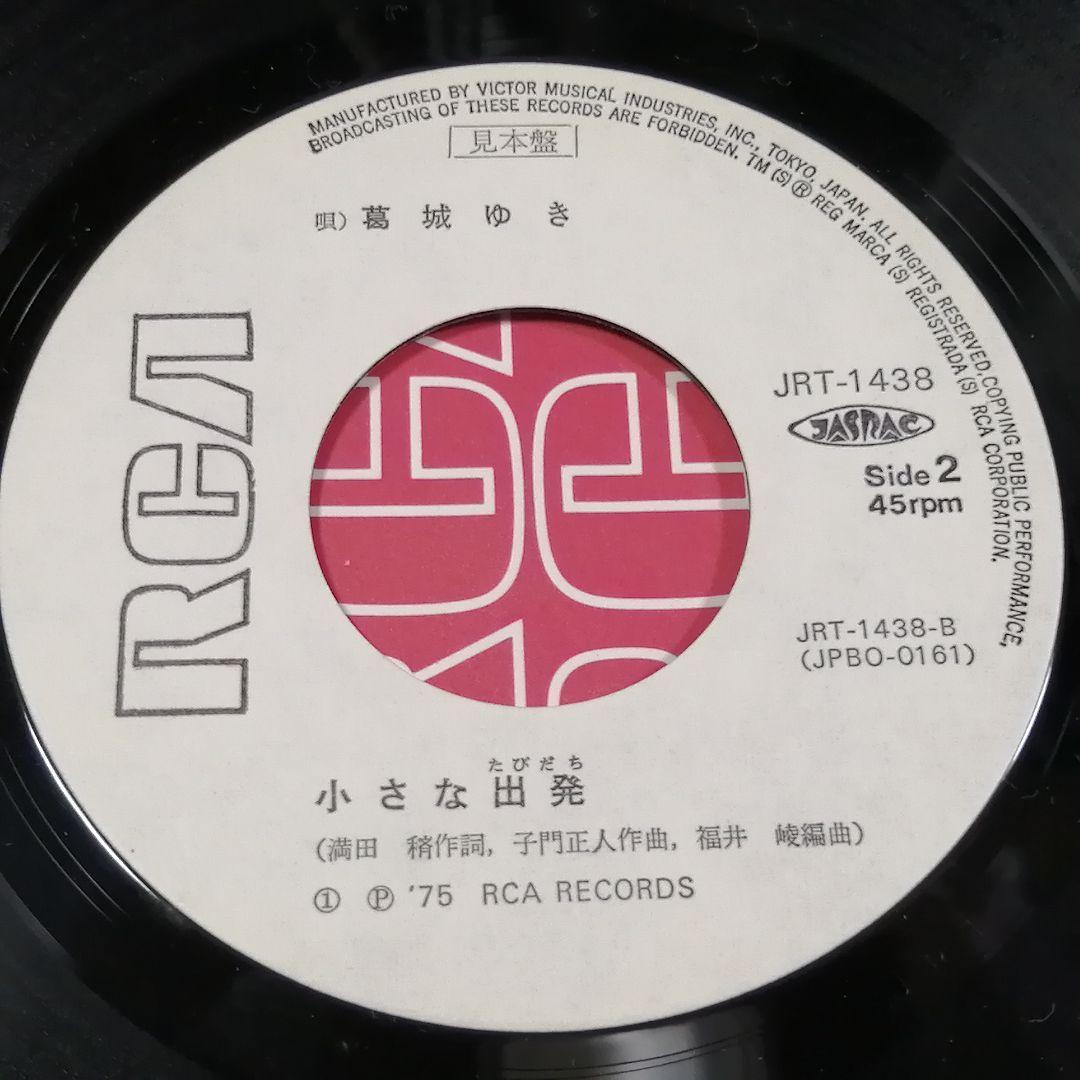 MANUFACTURED BY VICTOR MUSICAL INDUSTRIES, INC., TOKYO, JAPAN. ALL RIGHTS RESERVED, COPYING PUBLIC PERFORMANCE,
BROADCASTING OF THESE RECORDS ARE FORBIDDEN. TM (S) ® REG MARCA (S) REGISTRADA (S) RCA CORPORATION.
見本盤
唄) 葛城ゆき
RCA
JRT-1438
JASRAC
Side 2
45rpm
JRT-1438-B
(JPBO-0161)
たびだち
小さな出発
(満田 稍作詞, 子門正人作曲, 福井 崚編曲)
① Ⓟ '75 RCA RECORDS